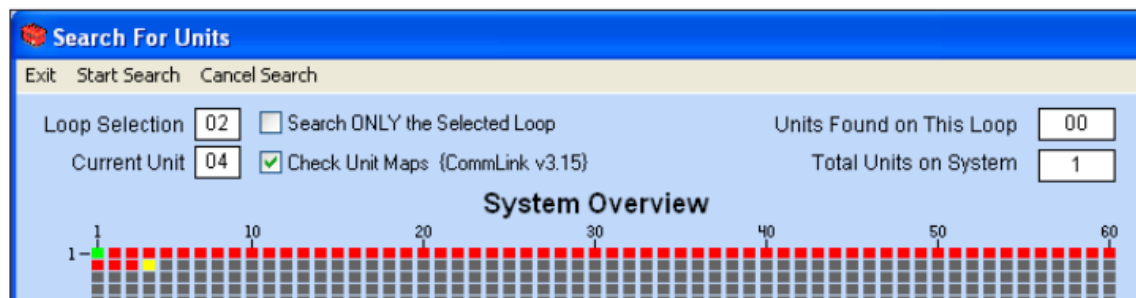 Search For Units
Exit Start Search Cancel Search
Loop Selection 02 Search ONLY the Selected Loop Units Found on This Loop 00
Current Unit 04 Check Unit Maps {CommLink v3.15} Total Units on System 1
System Overview
1 10 20 30 40 50 60
1